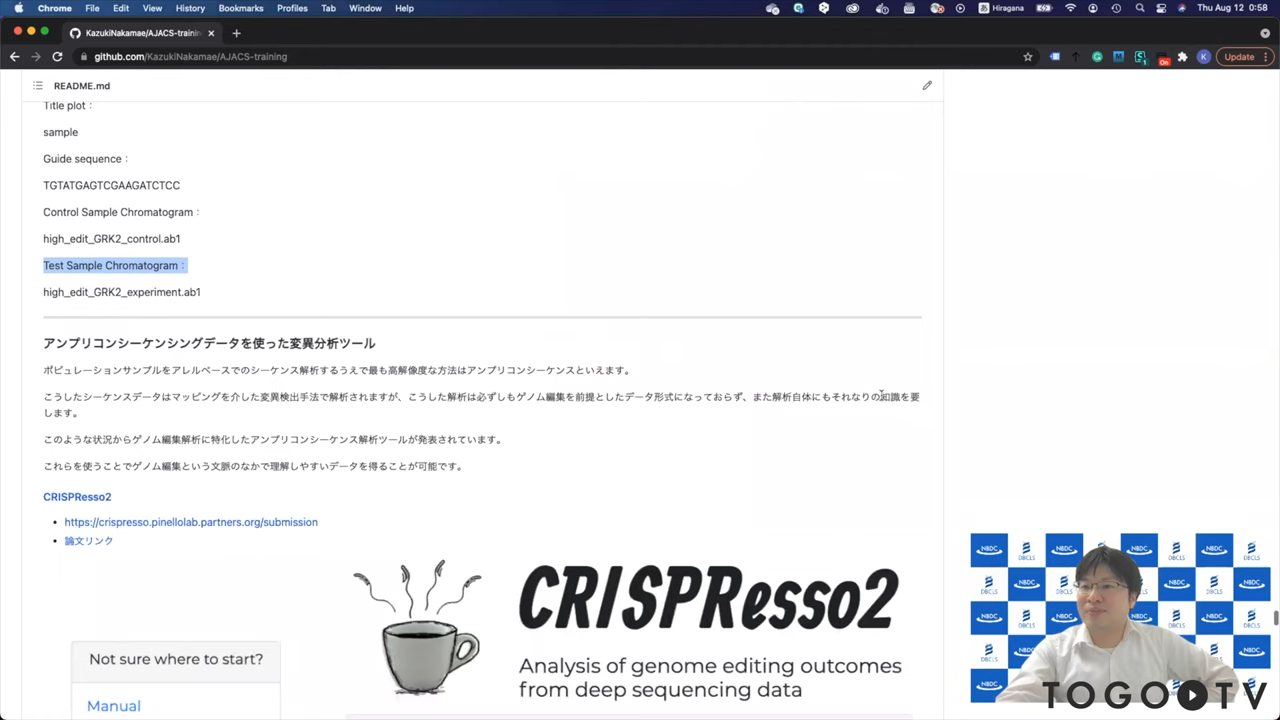 Chrome File Edit View History Bookmarks Profiles Tab Window Help Hiragana Thu Aug 12 0:58
KazukiNakamae/AJACS-trainin
github.com/KazukiNakamae/AJACS-training
On
K
Update
README.md
Title plot：
sample
Guide sequence：
TGTATGAGTCGAAGATCTCC
Control Sample Chromatogram：
high_edit_GRK2_control.ab1
Test Sample Chromatogram：
high_edit_GRK2_experiment.ab1
アンプリコンシーケンシングデータを使った変異分析ツール
ポピュレーションサンプルをアレルベースでのシーケンス解析するうえで最も高解像度な方法はアンプリコンシーケンスといえます。
こうしたシーケンスデータはマッピングを介した変異検出手法で解析されますが、こうした解析は必ずしもゲノム編集を前提としたデータ形式になっておらず、また解析自体にもそれなりの知識を要
します。
このような状況からゲノム編集解析に特化したアンプリコンシーケンス解析ツールが発表されています。
これらを使うことでゲノム編集という文脈のなかで理解しやすいデータを得ることが可能です。
CRISPResso2
https://crispresso.pinellolab.partners.org/submission
論文リンク
CRISPResso2
Analysis of genome editing outcomes
from deep sequencing data
Not sure where to start?
Manual
NBDC
DBCLS
TOGO TV